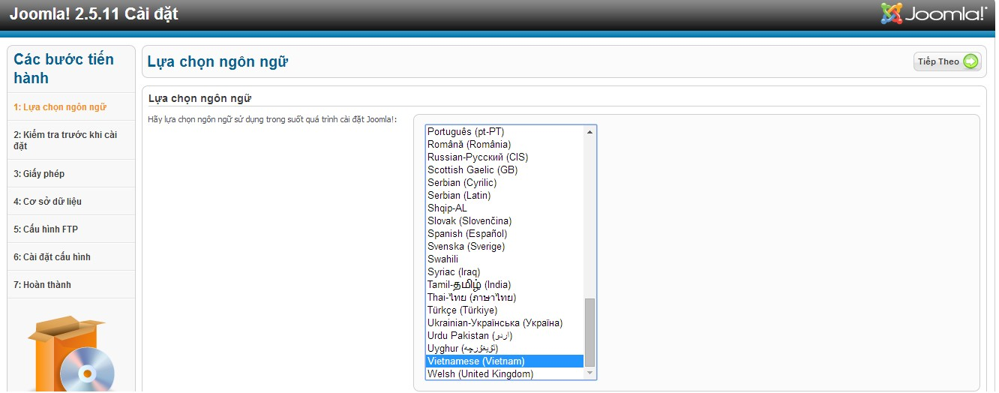 Joomla! 2.5.11 Cài đặt
Joomla!®
Các bước tiến
hành
1: Lựa chọn ngôn ngữ
2: Kiểm tra trước khi cài
đặt
3: Giấy phép
4: Cơ sở dữ liệu
5: Cấu hình FTP
6: Cài đặt cấu hình
7: Hoàn thành
Lựa chọn ngôn ngữ
Tiếp Theo
Lựa chọn ngôn ngữ
Hãy lựa chọn ngôn ngữ sử dụng trong suốt quá trình cài đặt Joomla!:
Português (pt-PT)
Română (România)
Russian-Русский (CIS)
Scottish Gaelic (GB)
Serbian (Cyrilic)
Serbian (Latin)
Shqip-AL
Slovak (Slovenčina)
Spanish (Español)
Svenska (Sverige)
Swahili
Syriac (Iraq)
Tamil-தமிழ் (India)
Thai-ไทย (ภาษาไทย)
Türkçe (Türkiye)
Ukrainian-Українська (Україна)
Urdu Pakistan (اردو)
Uyghur (ئۇيغۇرچە)
Vietnamese (Vietnam)
Welsh (United Kingdom)